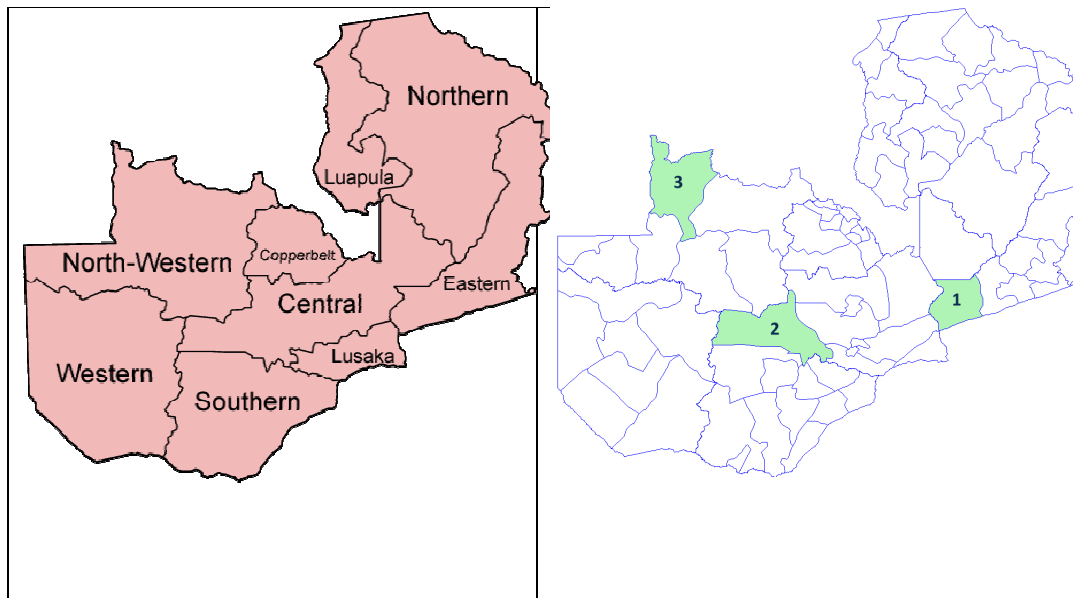 Northern
Luapula
North-Western
Copperbelt
Central
Eastern
Lusaka
Western
Southern
3
1
2